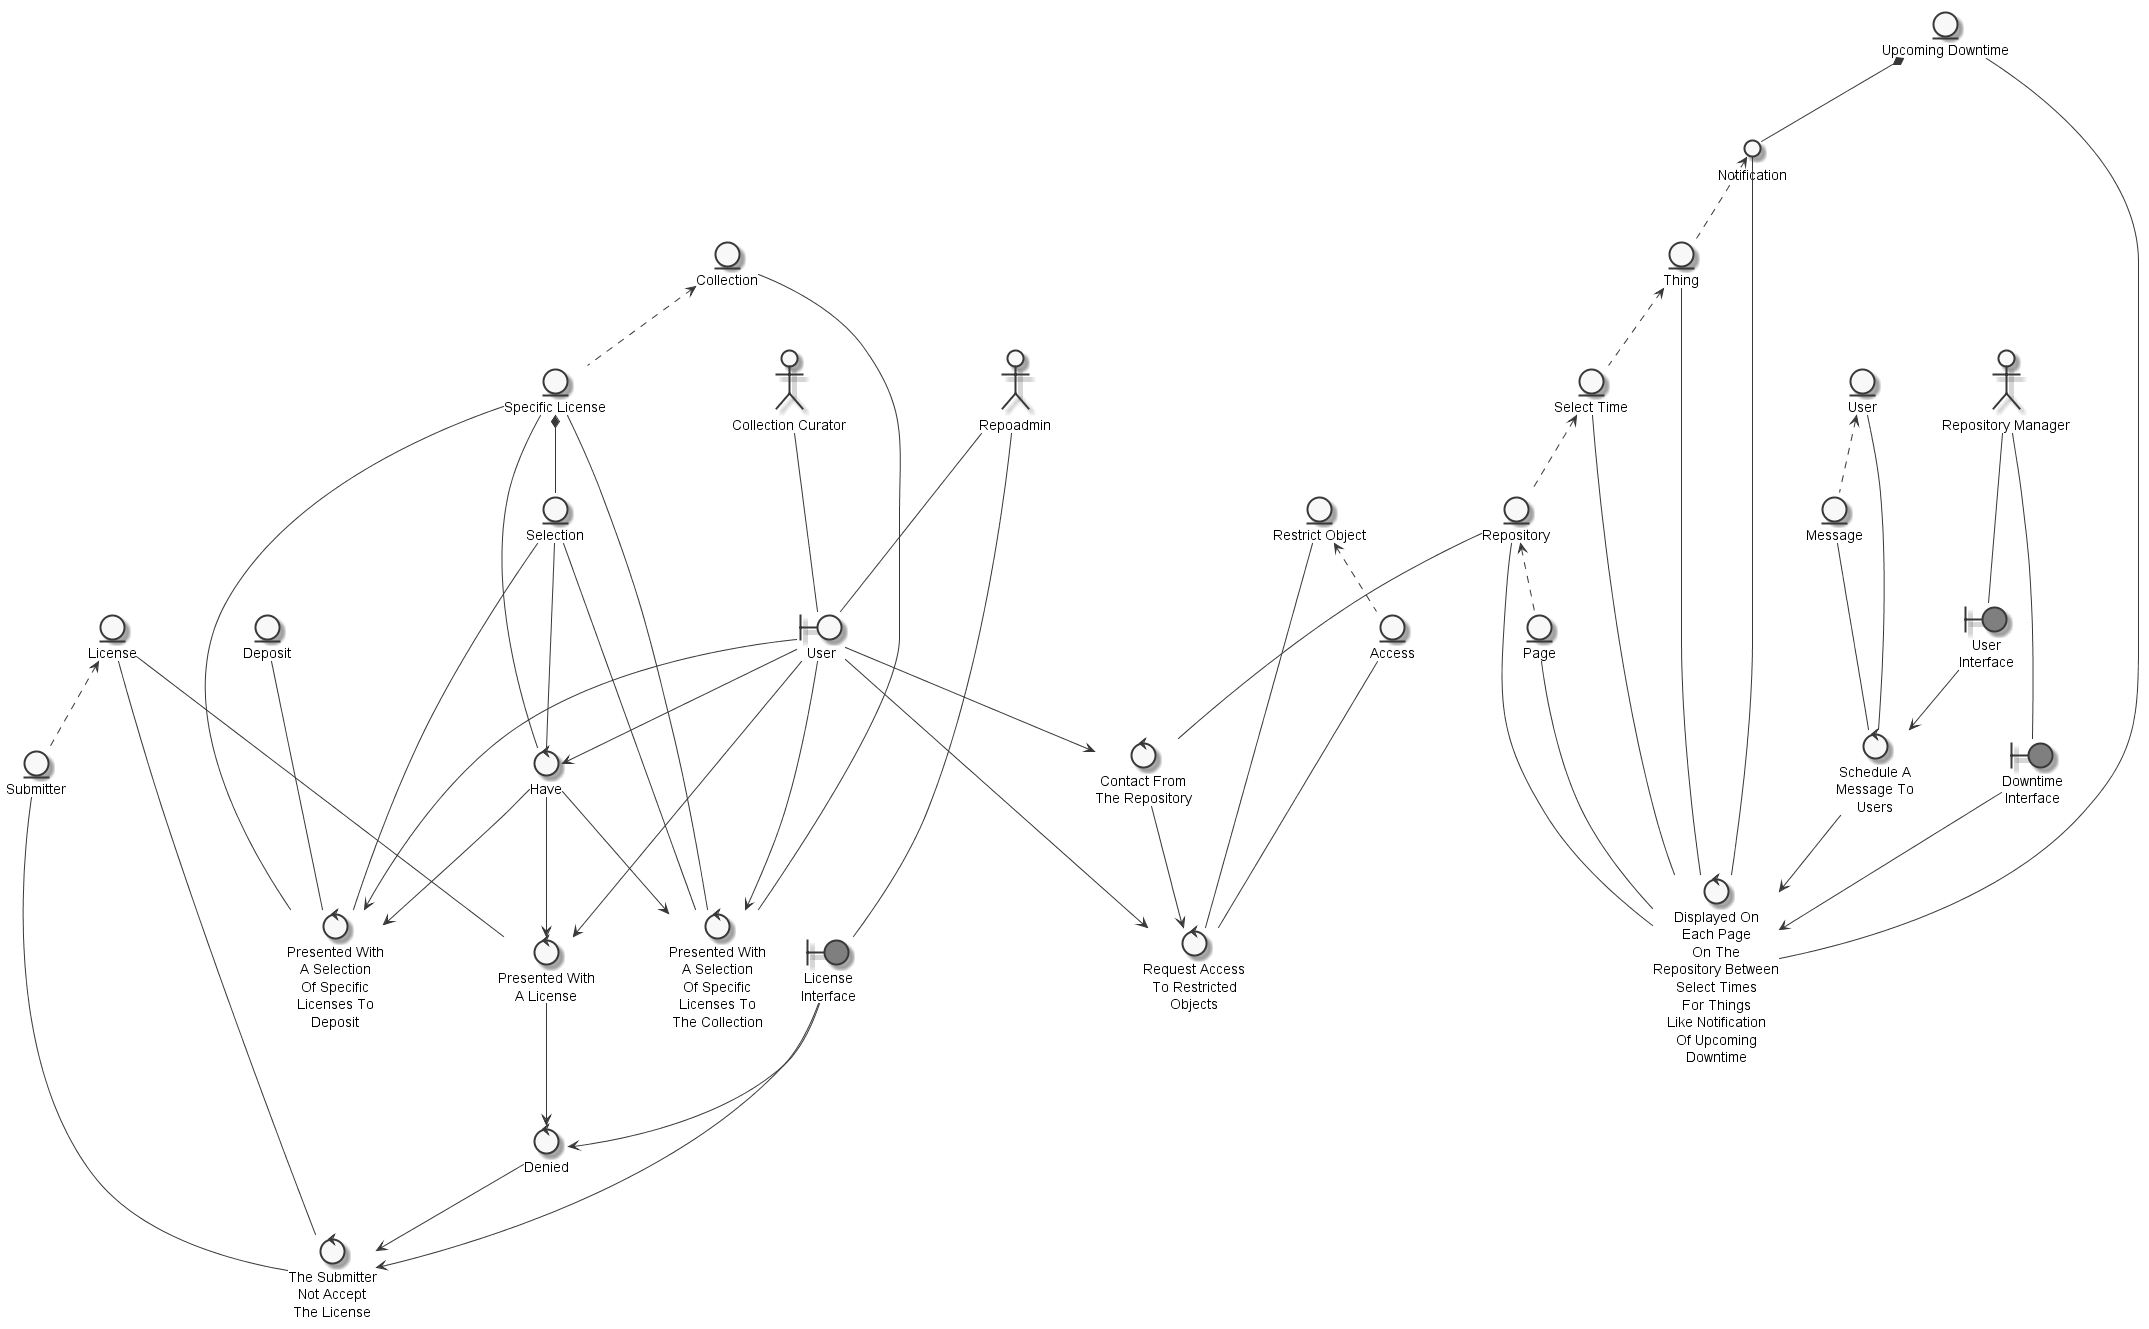 Upcoming Downtime
Notification
Collection
Thing
Specific License
Collection Curator
Repoadmin
Select Time
User
Repository Manager
Selection
Restrict Object
Repository
Message
License
Deposit
User
Access
Page
User
Interface
Submitter
Have
Contact From
The Repository
Schedule A
Message To
Users
Downtime
Interface
Presented With
A Selection
Of Specific
Licenses To
Deposit
Presented With
A License
Presented With
A Selection
Of Specific
Licenses To
The Collection
License
Interface
Request Access
To Restricted
Objects
Displayed On
Each Page
On The
Repository Between
Select Times
For Things
Like Notification
Of Upcoming
Downtime
Denied
The Submitter
Not Accept
The License